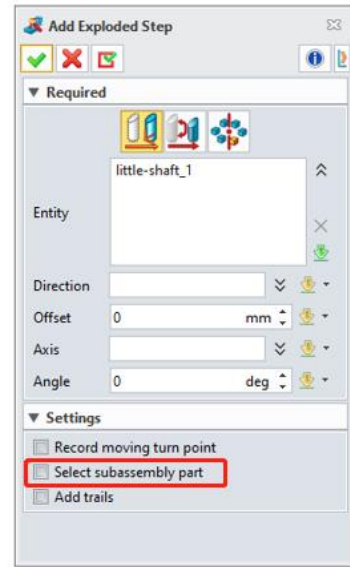 Add Exploded Step
Required
little-shaft_1
Entity
Direction
Offset 0 mm
Axis
Angle 0 deg
Settings
Record moving turn point
Select subassembly part
Add trails